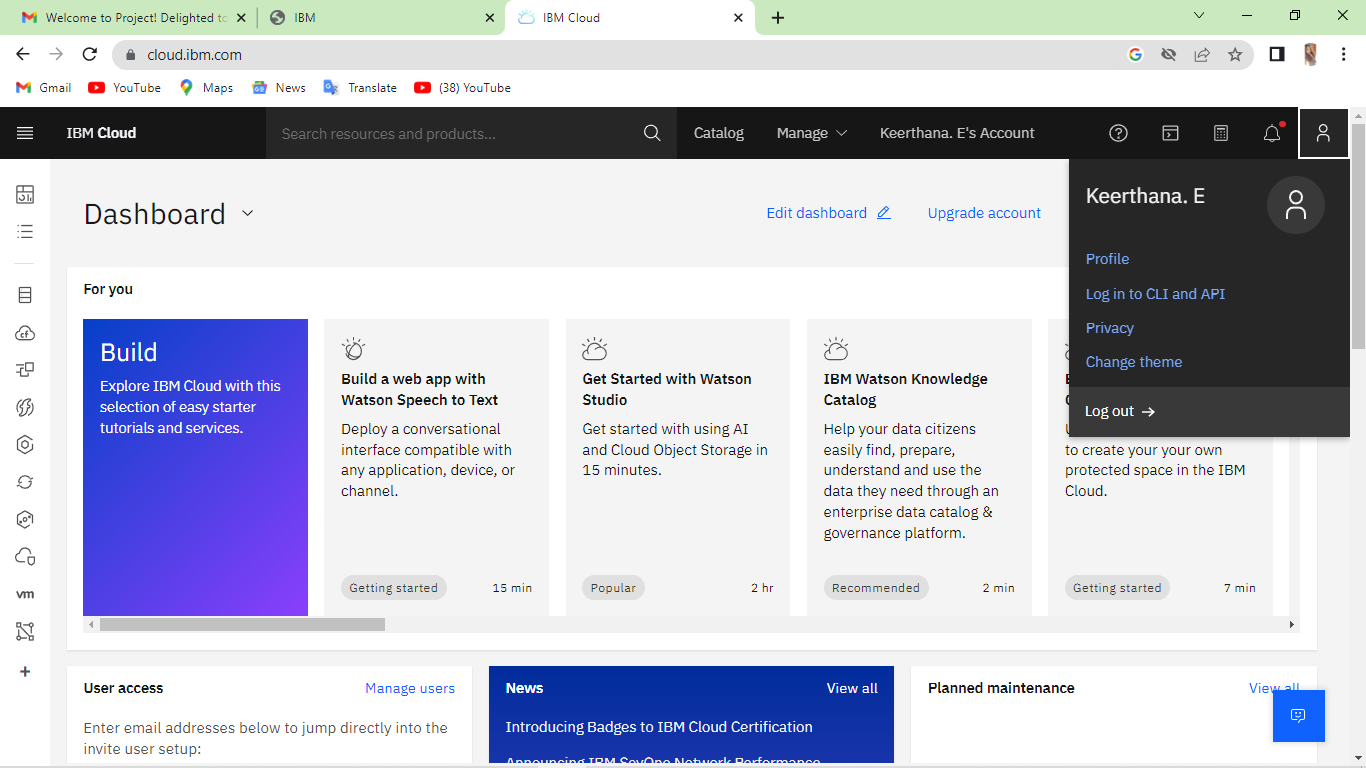 Welcome to Project! Delighted to
IBM
IBM Cloud
cloud.ibm.com
Gmail
YouTube
Maps
News
Translate
(38) YouTube
IBM Cloud
Search resources and products...
Catalog
Manage
Keerthana. E's Account
Keerthana. E
Profile
Log in to CLI and API
Privacy
Change theme
Log out
Dashboard
Edit dashboard
Upgrade account
For you
Build
Explore IBM Cloud with this
selection of easy starter
tutorials and services.
Build a web app with
Watson Speech to Text
Deploy a conversational
interface compatible with
any application, device, or
channel.
Getting started
15 min
Get Started with Watson
Studio
Get started with using AI
and Cloud Object Storage in
15 minutes.
Popular
2 hr
IBM Watson Knowledge
Catalog
Help your data citizens
easily find, prepare,
understand and use the
data they need through an
enterprise data catalog &
governance platform.
Recommended
2 min
to create your your own
protected space in the IBM
Cloud.
Getting started
7 min
cf
vm
User access
Manage users
Enter email addresses below to jump directly into the
invite user setup:
News
View all
Introducing Badges to IBM Cloud Certification
Announcing IBM SevOne Network Performance
Planned maintenance
View all